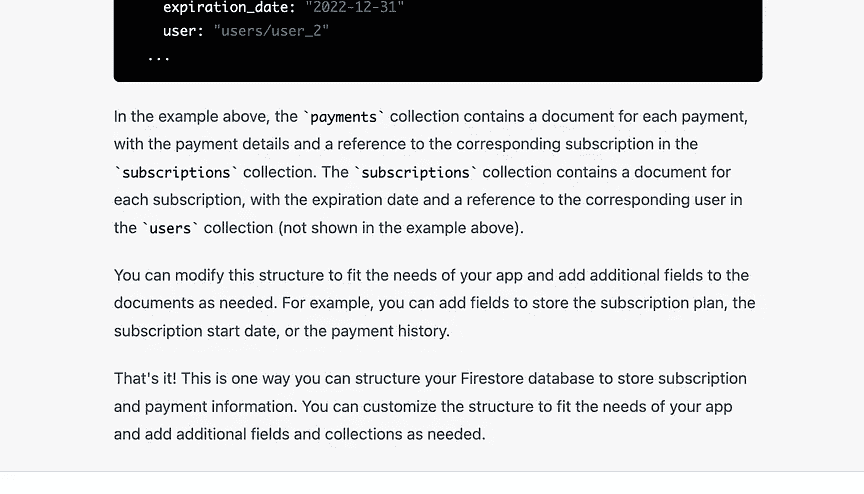 expiration_date: "2022-12-31"
user: "users/user_2"
...
In the example above, the `payments` collection contains a document for each payment,
with the payment details and a reference to the corresponding subscription in the
`subscriptions` collection. The `subscriptions` collection contains a document for
each subscription, with the expiration date and a reference to the corresponding user in
the `users` collection (not shown in the example above).
You can modify this structure to fit the needs of your app and add additional fields to the
documents as needed. For example, you can add fields to store the subscription plan, the
subscription start date, or the payment history.
That's it! This is one way you can structure your Firestore database to store subscription
and payment information. You can customize the structure to fit the needs of your app
and add additional fields and collections as needed.